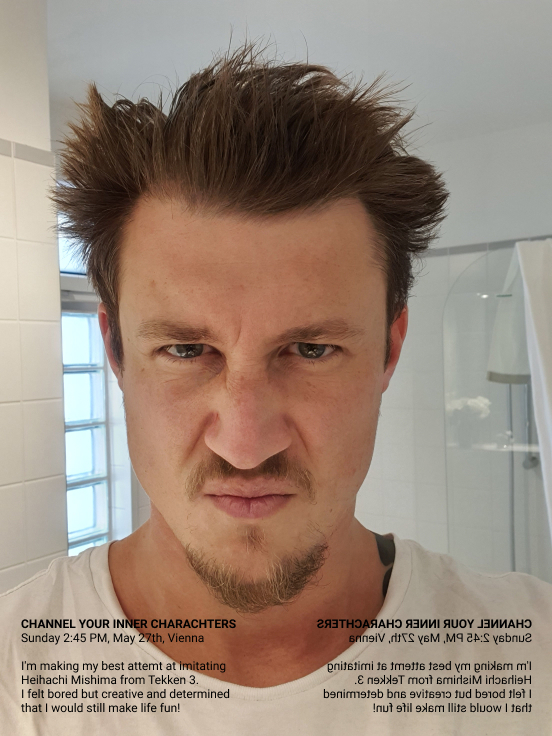 CHANNEL YOUR INNER CHARACHTERS
Sunday 2:45 PM, May 27th, Vienna
I'm making my best attemt at imitating
Heihachi Mishima from Tekken 3.
I felt bored but creative and determined
that I would still make life fun!
CHANNEL YOUR INNER CHARACHTERS
Sunday 2:45 PM, May 27th, Vienna
I'm making my best attemt at imitating
Heihachi Mishima from Tekken 3.
I felt bored but creative and determined
that I would still make life fun!